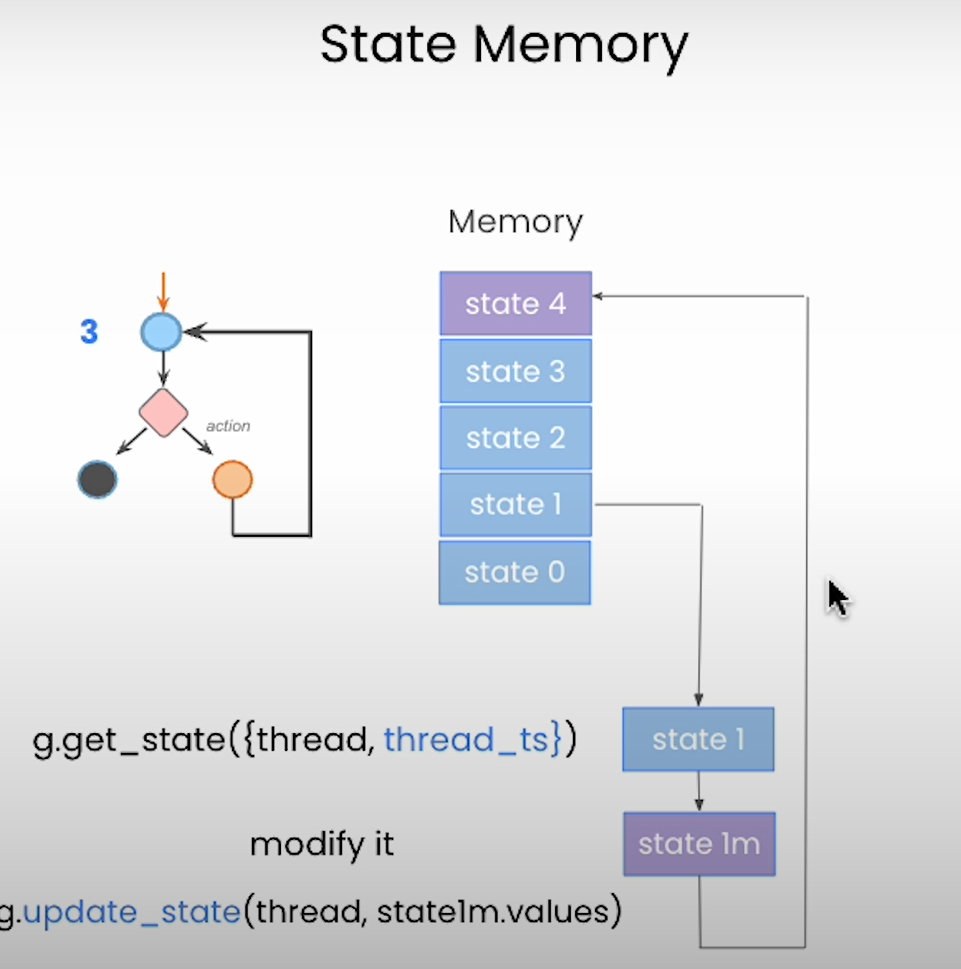 State Memory
Memory
state 4
3
state 3
action
state 2
state 1
state 0
g.get_state({thread, thread_ts})
state 1
modify it
state 1m
g.update_state(thread, state1m.values)